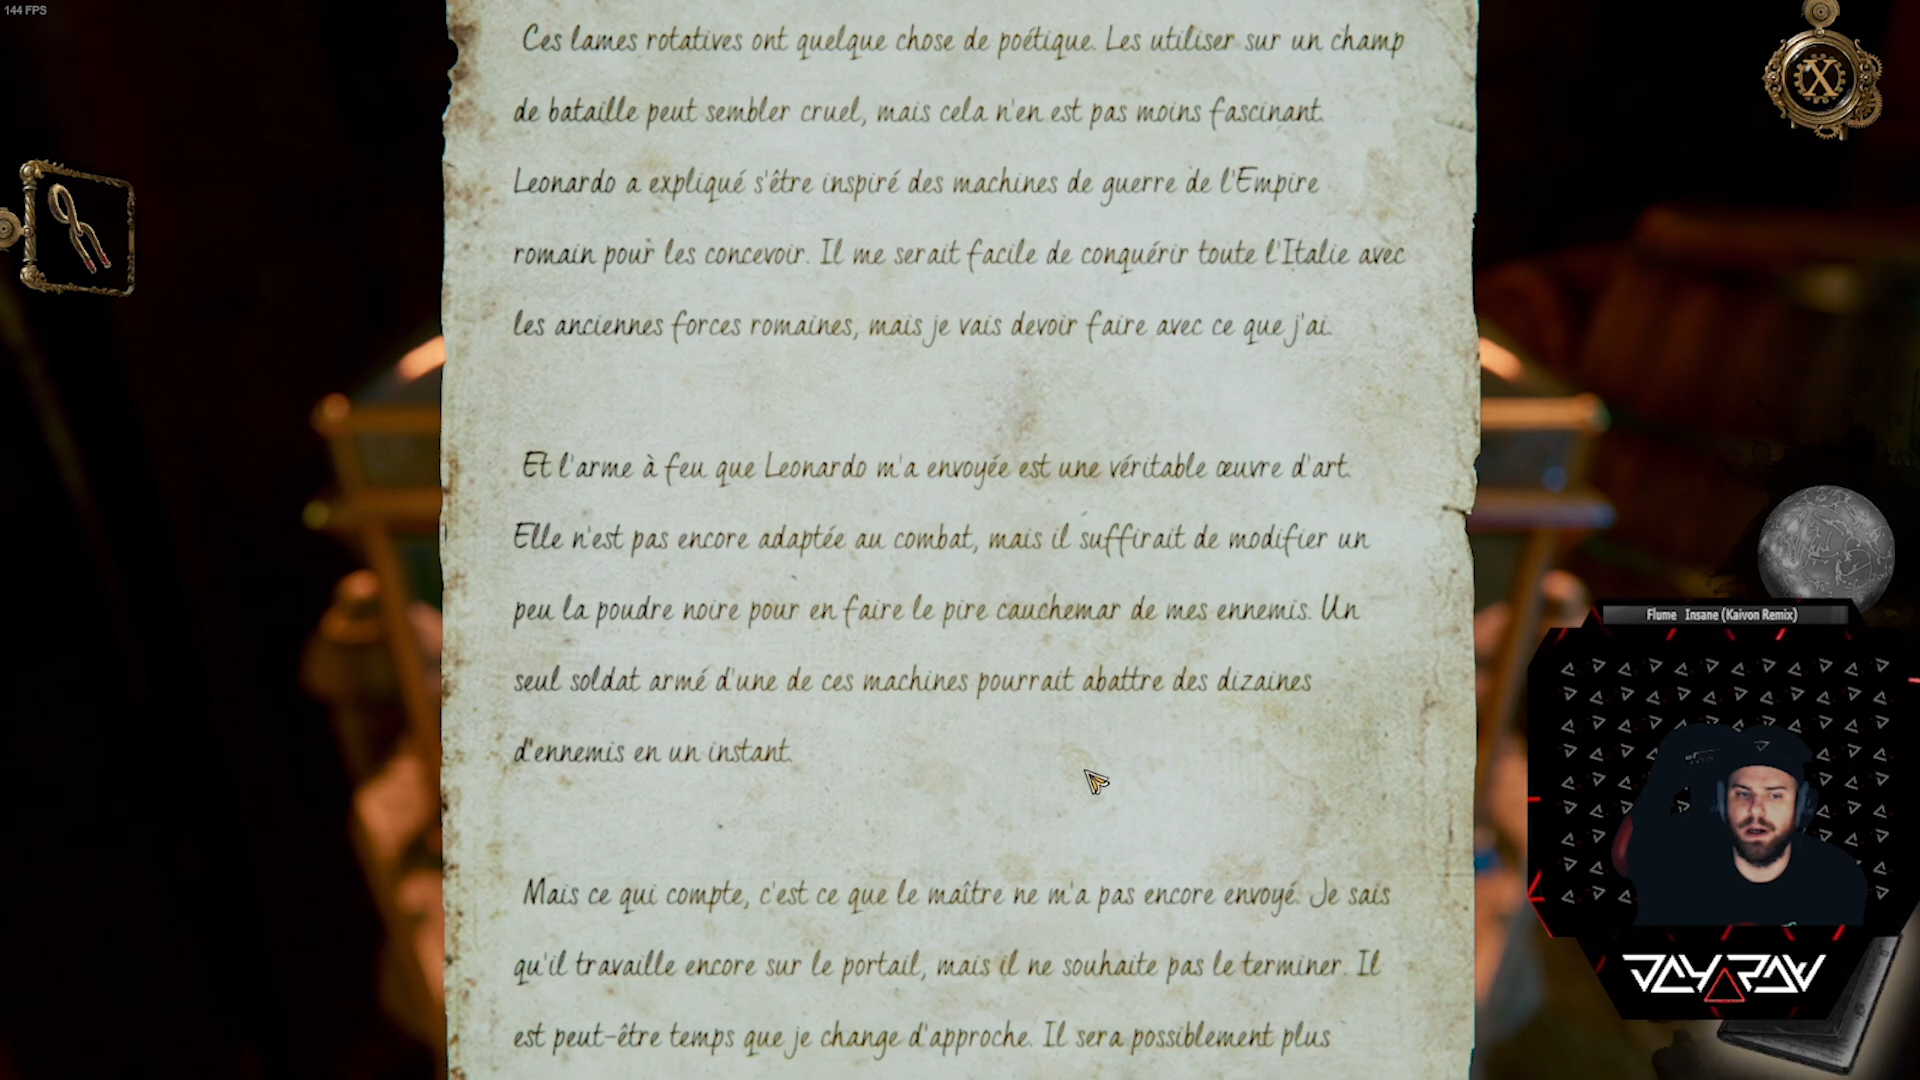 144 FPS
Ces lames rotatives ont quelque chose de poétique. Les utiliser sur un champ
de bataille peut sembler cruel, mais cela n'en est pas moins fascinant.
Leonardo a expliqué s'être inspiré des machines de guerre de l'Empire
romain pour les concevoir. Il me serait facile de conquérir toute l'Italie avec
les anciennes forces romaines, mais je vais devoir faire avec ce que j'ai.
Et l'arme à feu que Leonardo m'a envoyée est une véritable œuvre d'art.
Elle n'est pas encore adaptée au combat, mais il suffirait de modifier un
peu la poudre noire pour en faire le pire cauchemar de mes ennemis. Un
seul soldat armé d'une de ces machines pourrait abattre des dizaines
d'ennemis en un instant.
Mais ce qui compte, c'est ce que le maître ne m'a pas encore envoyé. Je sais
qu'il travaille encore sur le portail, mais il ne souhaite pas le terminer. Il
est peut-être temps que je change d'approche. Il sera possiblement plus
X
Flume Insane (Kaivon Remix)
JAYRAW